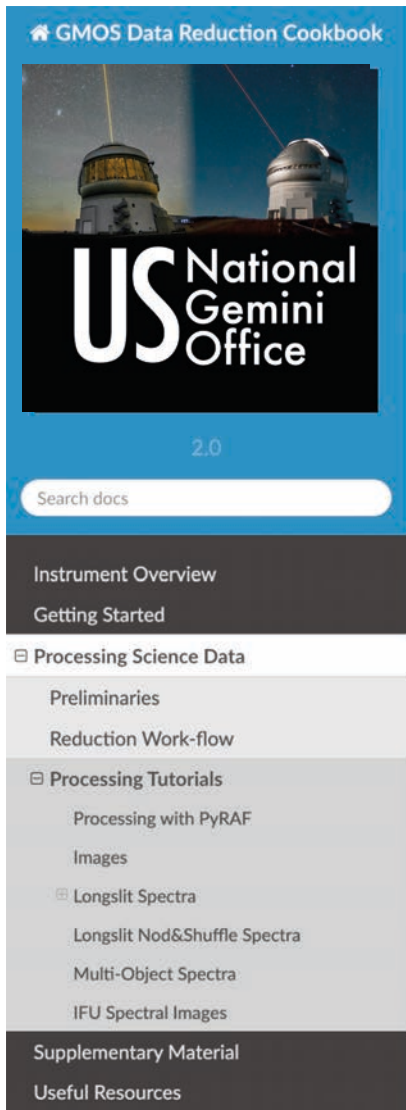 GMOS Data Reduction Cookbook
US National
Gemini
Office
2.0
Search docs
Instrument Overview
Getting Started
Processing Science Data
Preliminaries
Reduction Work-flow
Processing Tutorials
Processing with PyRAF
Images
Longslit Spectra
Longslit Nod&Shuffle Spectra
Multi-Object Spectra
IFU Spectral Images
Supplementary Material
Useful Resources